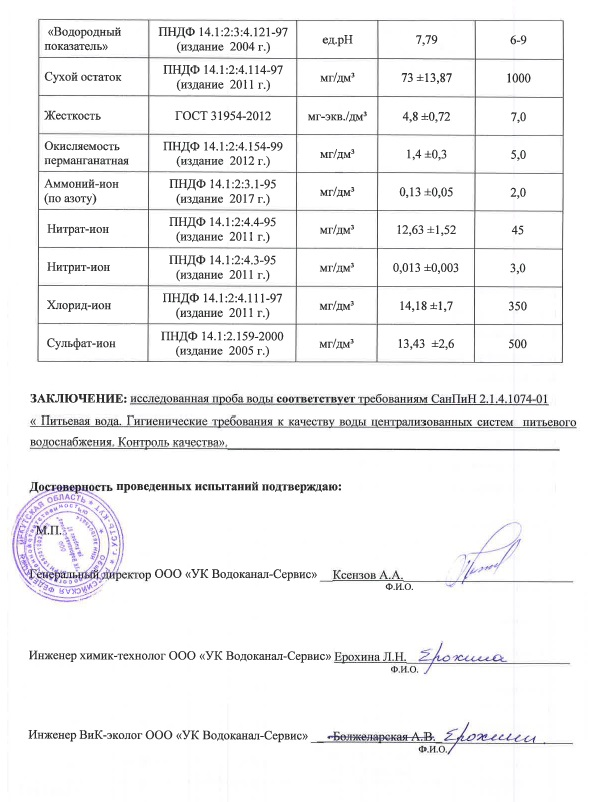 «Водородный показатель» ПНДФ 14.1:2:3:4.121-97 (издание 2004 г.) ед.pH 7,79 6-9
Сухой остаток ПНДФ 14.1:2:4.114-97 (издание 2011 г.) мг/дм³ 73 ±13,87 1000
Жесткость ГОСТ 31954-2012 мг-экв./дм³ 4,8 ±0,72 7,0
Окисляемость перманганатная ПНДФ 14.1:2:4.154-99 (издание 2012 г.) мг/дм³ 1,4 ±0,3 5,0
Аммоний-ион (по азоту) ПНДФ 14.1:2:3.1-95 (издание 2017 г.) мг/дм³ 0,13 ±0,05 2,0
Нитрат-ион ПНДФ 14.1:2:4.4-95 (издание 2011 г.) мг/дм³ 12,63 ±1,52 45
Нитрит-ион ПНДФ 14.1:2:4.3-95 (издание 2011 г.) мг/дм³ 0,013 ±0,003 3,0
Хлорид-ион ПНДФ 14.1:2:4.111-97 (издание 2011 г.) мг/дм³ 14,18 ±1,7 350
Сульфат-ион ПНДФ 14.1:2.159-2000 (издание 2005 г.) мг/дм³ 13,43 ±2,6 500
ЗАКЛЮЧЕНИЕ: исследованная проба воды соответствует требованиям СанПиН 2.1.4.1074-01
« Питьевая вода. Гигиенические требования к качеству воды централизованных систем питьевого
водоснабжения. Контроль качества».
Достоверность проведенных испытаний подтверждаю:
ИРКУТСКАЯ ОБЛАСТЬ
М.П.
Генеральный директор ООО «УК Водоканал-Сервис» Ксензов А.А.
Ф.И.О.
Инженер химик-технолог ООО «УК Водоканал-Сервис» Ерохина Л.Н. Ерохина
Ф.И.О.
Инженер ВиК-эколог ООО «УК Водоканал-Сервис» Болжеларская А.В.
Ф.И.О.